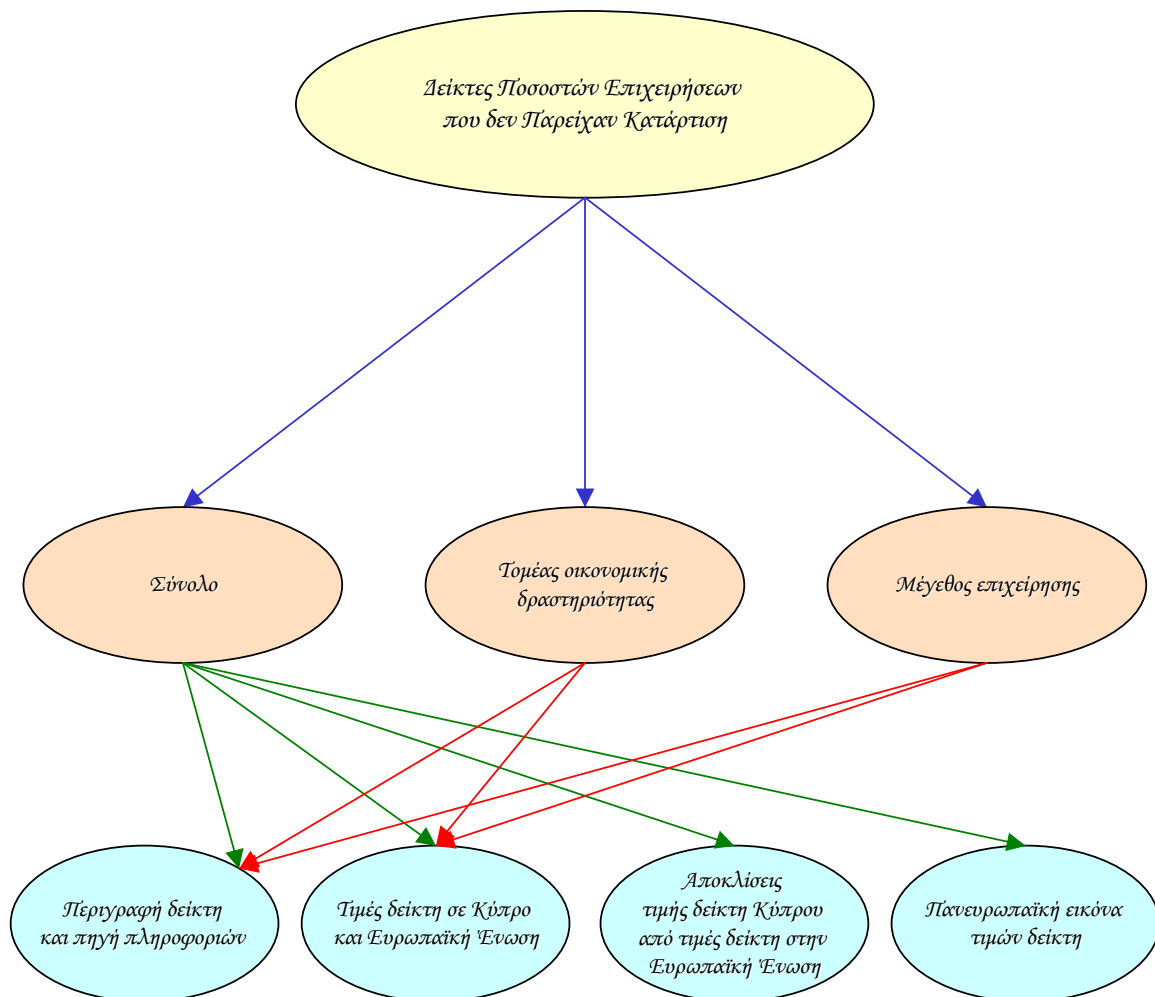 Δείκτες Ποσοστών Επιχειρήσεων
που δεν Παρείχαν Κατάρτιση
Σύνολο
Τομέας οικονομικής
δραστηριότητας
Μέγεθος επιχείρησης
Περιγραφή δείκτη
και πηγή πληροφοριών
Τιμές δείκτη σε Κύπρο
και Ευρωπαϊκή Ένωση
Αποκλίσεις
τιμής δείκτη Κύπρου
από τιμές δείκτη στην
Ευρωπαϊκή Ένωση
Πανευρωπαϊκή εικόνα
τιμών δείκτη